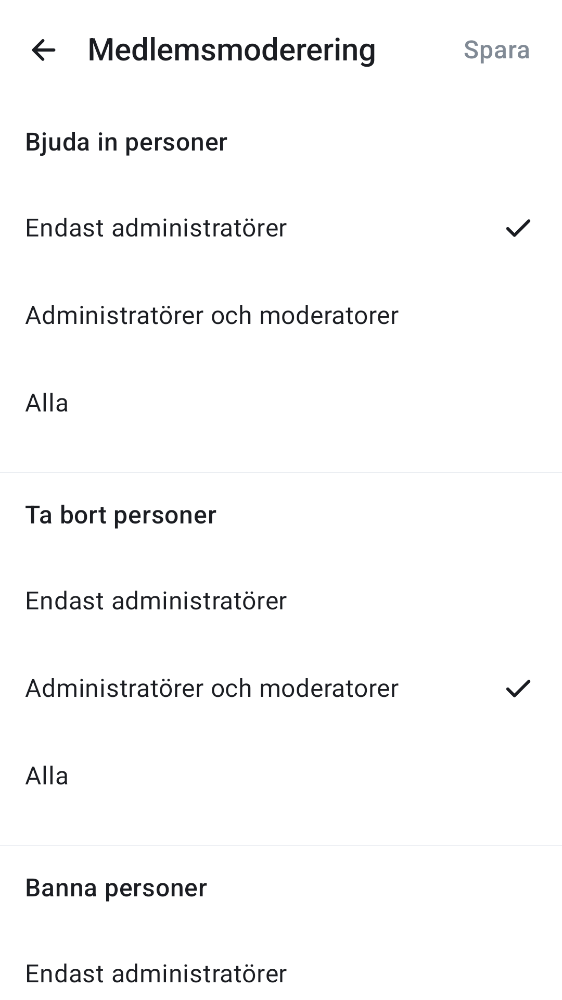 Medlemsmoderering
Spara
Bjuda in personer
Endast administratörer
Administratörer och moderatorer
Alla
Ta bort personer
Endast administratörer
Administratörer och moderatorer
Alla
Banna personer
Endast administratörer